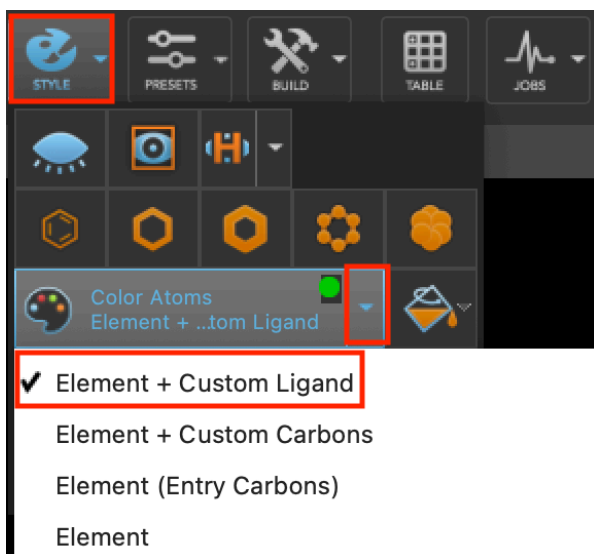 STYLE
PRESETS
BUILD
TABLE
JOBS
H
Color Atoms
Element + ...tom Ligand
Element + Custom Ligand
Element + Custom Carbons
Element (Entry Carbons)
Element